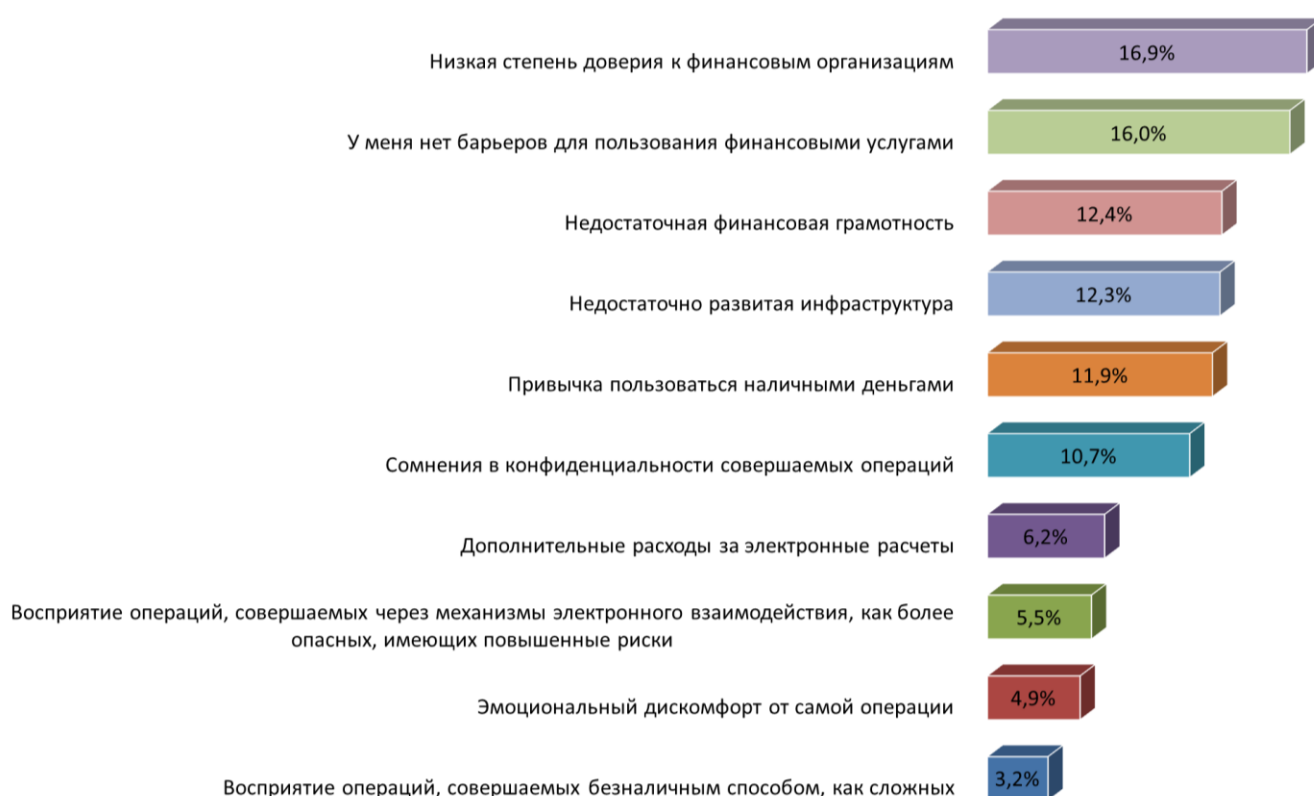 Низкая степень доверия к финансовым организациям
16,9%
У меня нет барьеров для пользования финансовыми услугами
16,0%
Недостаточная финансовая грамотность
12,4%
Недостаточно развитая инфраструктура
12,3%
Привычка пользоваться наличными деньгами
11,9%
Сомнения в конфиденциальности совершаемых операций
10,7%
Дополнительные расходы за электронные расчеты
6,2%
Восприятие операций, совершаемых через механизмы электронного взаимодействия, как более
опасных, имеющих повышенные риски
5,5%
Эмоциональный дискомфорт от самой операции
4,9%
Восприятие операций, совершаемых безналичным способом, как сложных
3,2%